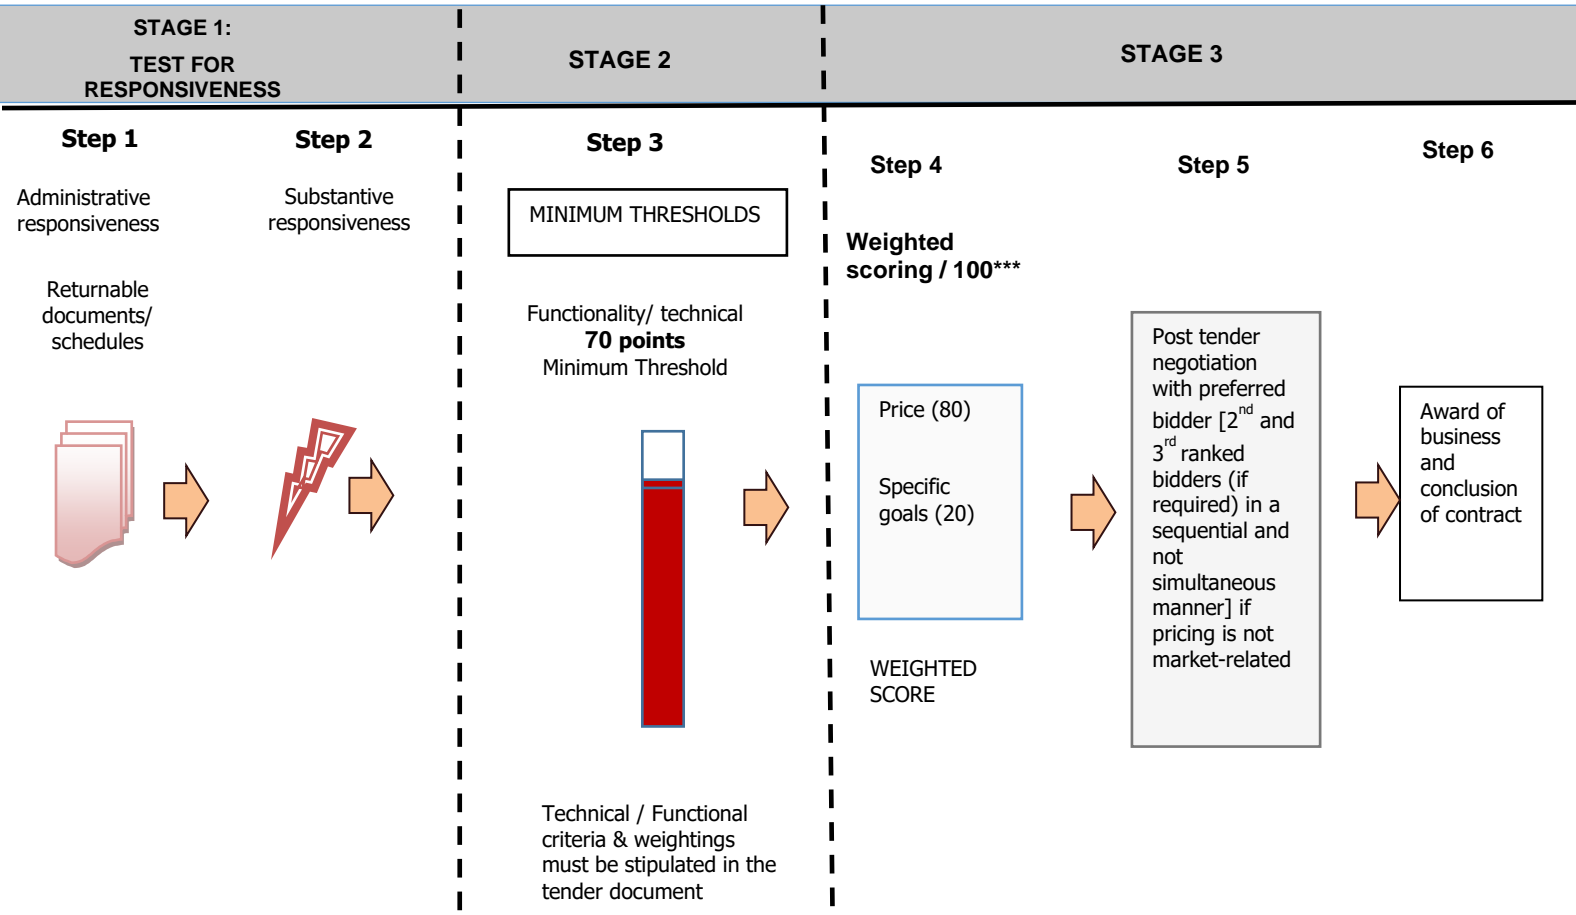 STAGE 1:
TEST FOR
RESPONSIVENESS
STAGE 2
STAGE 3
Step 1
Administrative
responsiveness
Returnable
documents/
schedules
Step 2
Substantive
responsiveness
Step 3
MINIMUM THRESHOLDS
Functionality/ technical
70 points
Minimum Threshold
Technical / Functional
criteria & weightings
must be stipulated in the
tender document
Step 4
Weighted
scoring / 100***
Price (80)
Specific
goals (20)
WEIGHTED
SCORE
Step 5
Post tender
negotiation
with preferred
bidder [2nd and
3rd ranked
bidders (if
required) in a
sequential and
not
simultaneous
manner] if
pricing is not
market-related
Step 6
Award of
business
and
conclusion
of contract